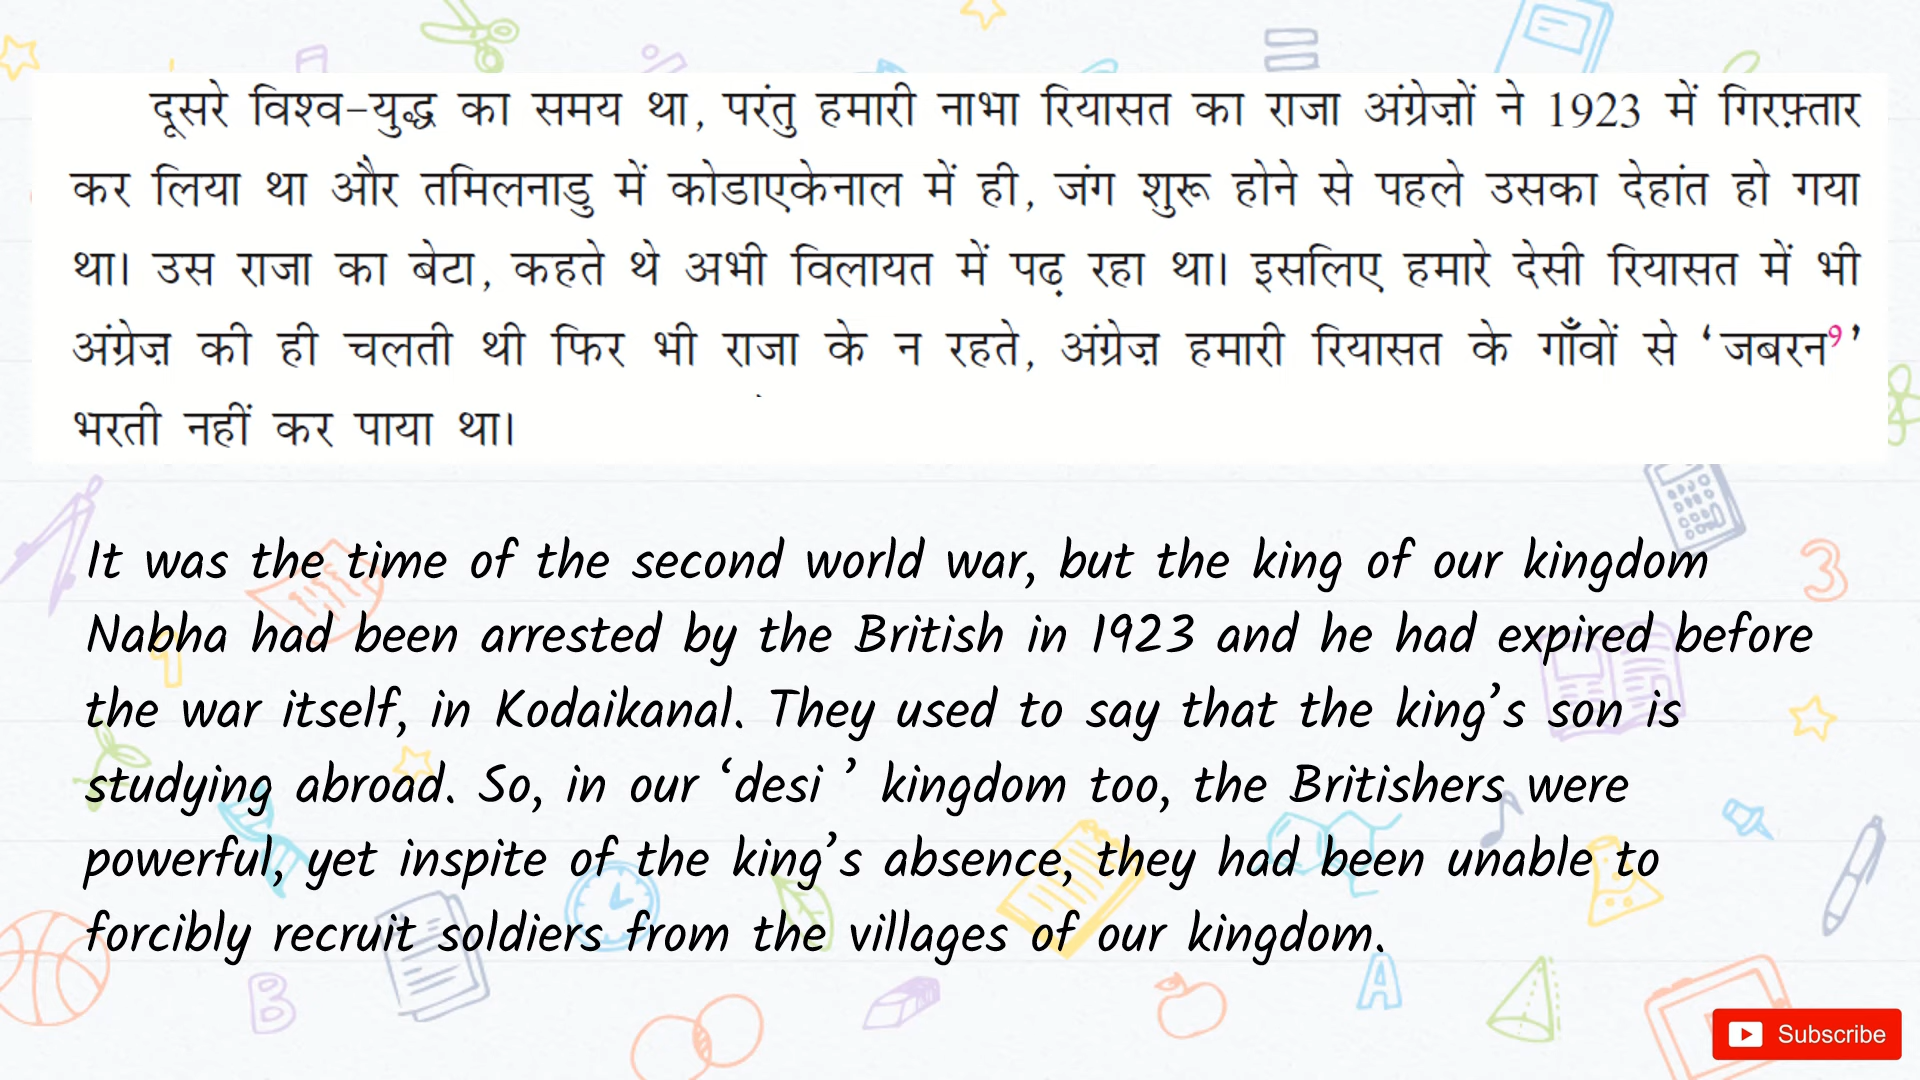 दूसरे विश्व-युद्ध का समय था, परंतु हमारी नाभा रियासत का राजा अंग्रेज़ों ने 1923 में गिरफ़्तार
कर लिया था और तमिलनाडु में कोडाएकेनाल में ही, जंग शुरू होने से पहले उसका देहांत हो गया
था। उस राजा का बेटा, कहते थे अभी विलायत में पढ़ रहा था। इसलिए हमारे देसी रियासत में भी
अंग्रेज़ की ही चलती थी फिर भी राजा के न रहते, अंग्रेज़ हमारी रियासत के गाँवों से ‘जबरन९’
भरती नहीं कर पाया था।
It was the time of the second world war, but the king of our kingdom
Nabha had been arrested by the British in 1923 and he had expired before
the war itself, in Kodaikanal. They used to say that the king’s son is
studying abroad. So, in our ‘desi ’ kingdom too, the Britishers were
powerful, yet inspite of the king’s absence, they had been unable to
forcibly recruit soldiers from the villages of our kingdom.
Subscribe